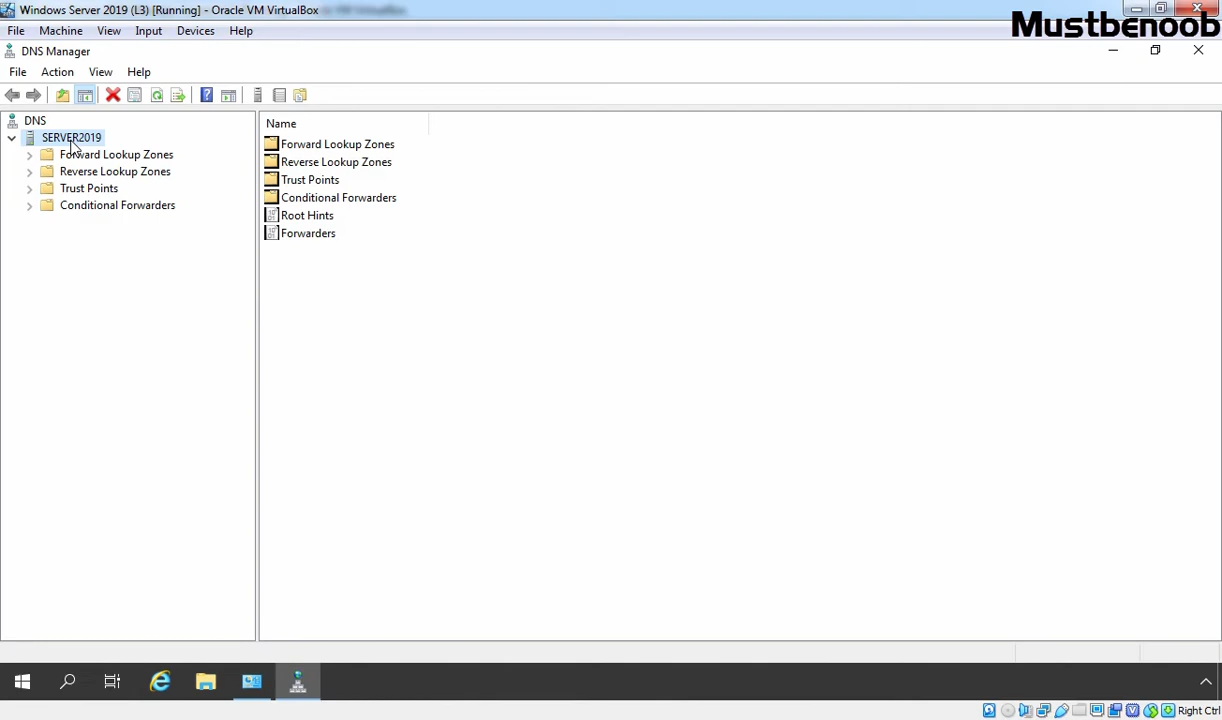 Windows Server 2019 (L3) [Running] - Oracle VM VirtualBox
Mustbenoob
File Machine View Input Devices Help
DNS Manager
File Action View Help
DNS
SERVER2019
Forward Lookup Zones
Reverse Lookup Zones
Trust Points
Conditional Forwarders
Name
Forward Lookup Zones
Reverse Lookup Zones
Trust Points
Conditional Forwarders
Root Hints
Forwarders
Right Ctrl